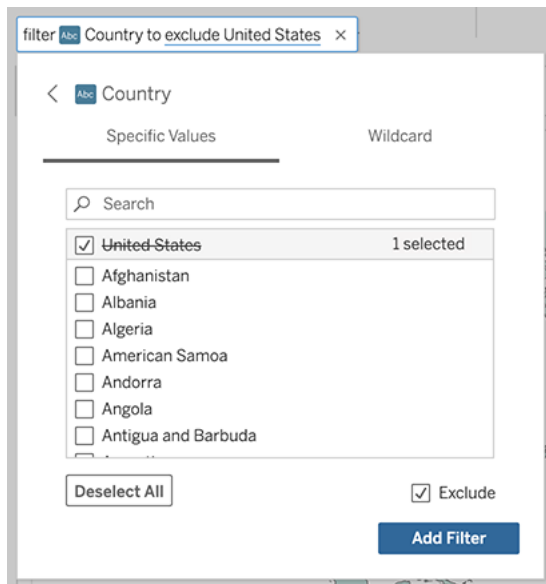 filter Abc Country to exclude United States ×
Abc Country
Specific Values Wildcard
Search
United States 1 selected
Afghanistan
Albania
Algeria
American Samoa
Andorra
Angola
Antigua and Barbuda
Deselect All Exclude
Add Filter